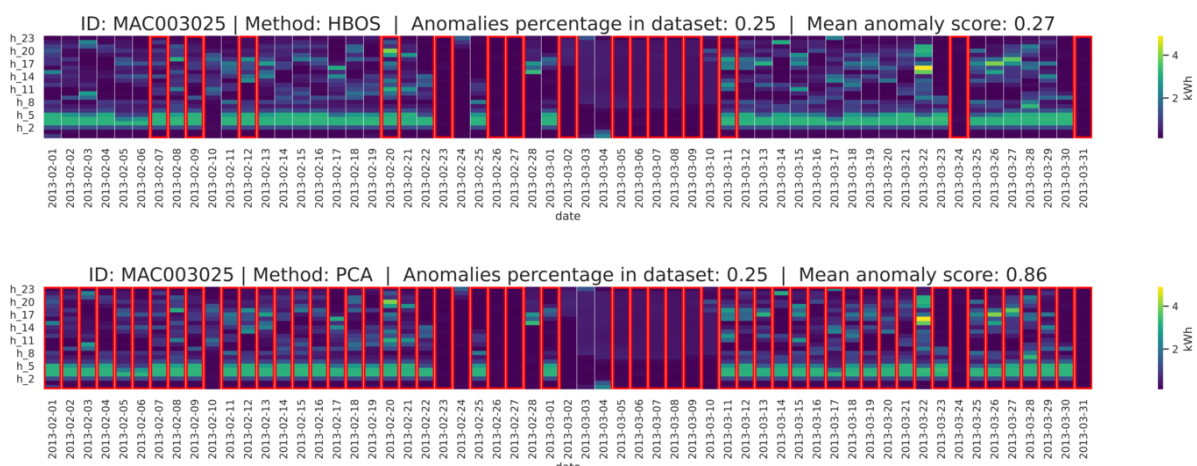 ID: MAC003025 | Method: HBOS | Anomalies percentage in dataset: 0.25 | Mean anomaly score: 0.27
h_23
h_20
h_17
h_14
h_11
h_8
h_5
h_2
4
2
kWh
2013-02-01 2013-02-02 2013-02-03 2013-02-04 2013-02-05 2013-02-06 2013-02-07 2013-02-08 2013-02-09 2013-02-10 2013-02-11 2013-02-12 2013-02-13 2013-02-14 2013-02-15 2013-02-16 2013-02-17 2013-02-18 2013-02-19 2013-02-20 2013-02-21 2013-02-22 2013-02-23 2013-02-24 2013-02-25 2013-02-26 2013-02-27 2013-02-28 2013-03-01 2013-03-02 2013-03-03 2013-03-04 2013-03-05 2013-03-06 2013-03-07 2013-03-08 2013-03-09 2013-03-10 2013-03-11 2013-03-12 2013-03-13 2013-03-14 2013-03-15 2013-03-16 2013-03-17 2013-03-18 2013-03-19 2013-03-20 2013-03-21 2013-03-22 2013-03-23 2013-03-24 2013-03-25 2013-03-26 2013-03-27 2013-03-28 2013-03-29 2013-03-30 2013-03-31
date
ID: MAC003025 | Method: PCA | Anomalies percentage in dataset: 0.25 | Mean anomaly score: 0.86
h_23
h_20
h_17
h_14
h_11
h_8
h_5
h_2
4
2
kWh
2013-02-01 2013-02-02 2013-02-03 2013-02-04 2013-02-05 2013-02-06 2013-02-07 2013-02-08 2013-02-09 2013-02-10 2013-02-11 2013-02-12 2013-02-13 2013-02-14 2013-02-15 2013-02-16 2013-02-17 2013-02-18 2013-02-19 2013-02-20 2013-02-21 2013-02-22 2013-02-23 2013-02-24 2013-02-25 2013-02-26 2013-02-27 2013-02-28 2013-03-01 2013-03-02 2013-03-03 2013-03-04 2013-03-05 2013-03-06 2013-03-07 2013-03-08 2013-03-09 2013-03-10 2013-03-11 2013-03-12 2013-03-13 2013-03-14 2013-03-15 2013-03-16 2013-03-17 2013-03-18 2013-03-19 2013-03-20 2013-03-21 2013-03-22 2013-03-23 2013-03-24 2013-03-25 2013-03-26 2013-03-27 2013-03-28 2013-03-29 2013-03-30 2013-03-31
date